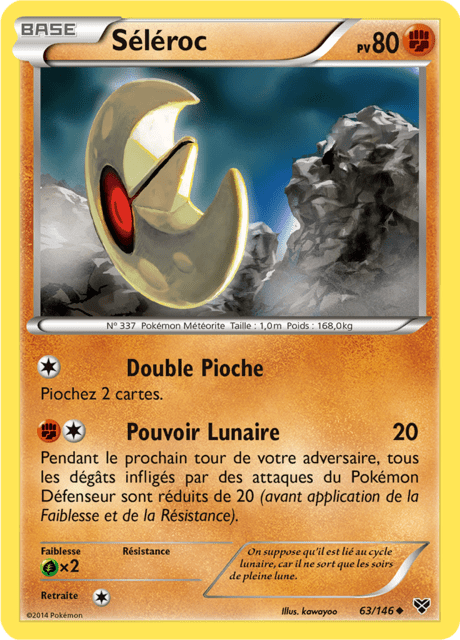 BASE
Séléroc
PV 80
N° 337 Pokémon Météorite Taille : 1,0m Poids : 168,0kg
Double Pioche
Piochez 2 cartes.
Pouvoir Lunaire 20
Pendant le prochain tour de votre adversaire, tous
les dégâts infligés par des attaques du Pokémon
Défenseur sont réduits de 20 (avant application de la
Faiblesse et de la Résistance).
Faiblesse Résistance
×2
On suppose qu'il est lié au cycle
lunaire, car il ne sort que les soirs
de pleine lune.
Retraite
©2014 Pokémon
Illus. kawayoo
63/146
XY